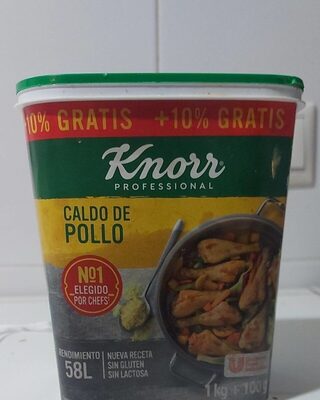 10% GRATIS +10% GRATIS
Knorr
PROFESSIONAL
CALDO DE
POLLO
Nº1
ELEGIDO
POR CHEFS
RENDIMIENTO
58L
NUEVA RECETA
SIN GLUTEN
SIN LACTOSA
1kg + 100g